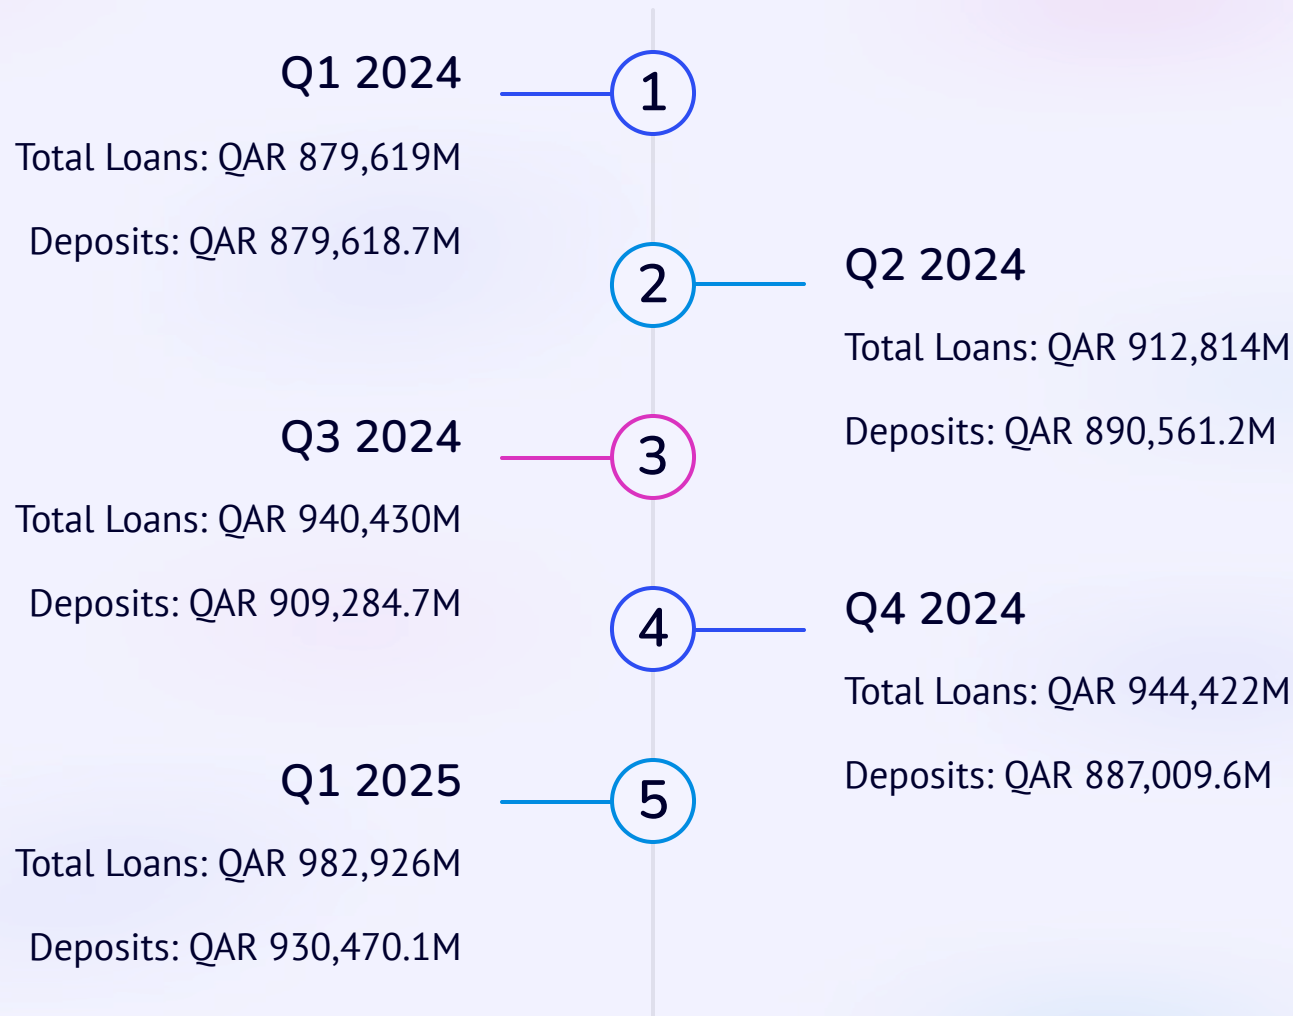 Q1 2024
1
Total Loans: QAR 879,619M
Deposits: QAR 879,618.7M
2
Q2 2024
Total Loans: QAR 912,814M
Deposits: QAR 890,561.2M
Q3 2024
3
Total Loans: QAR 940,430M
Deposits: QAR 909,284.7M
4
Q4 2024
Total Loans: QAR 944,422M
Deposits: QAR 887,009.6M
Q1 2025
5
Total Loans: QAR 982,926M
Deposits: QAR 930,470.1M